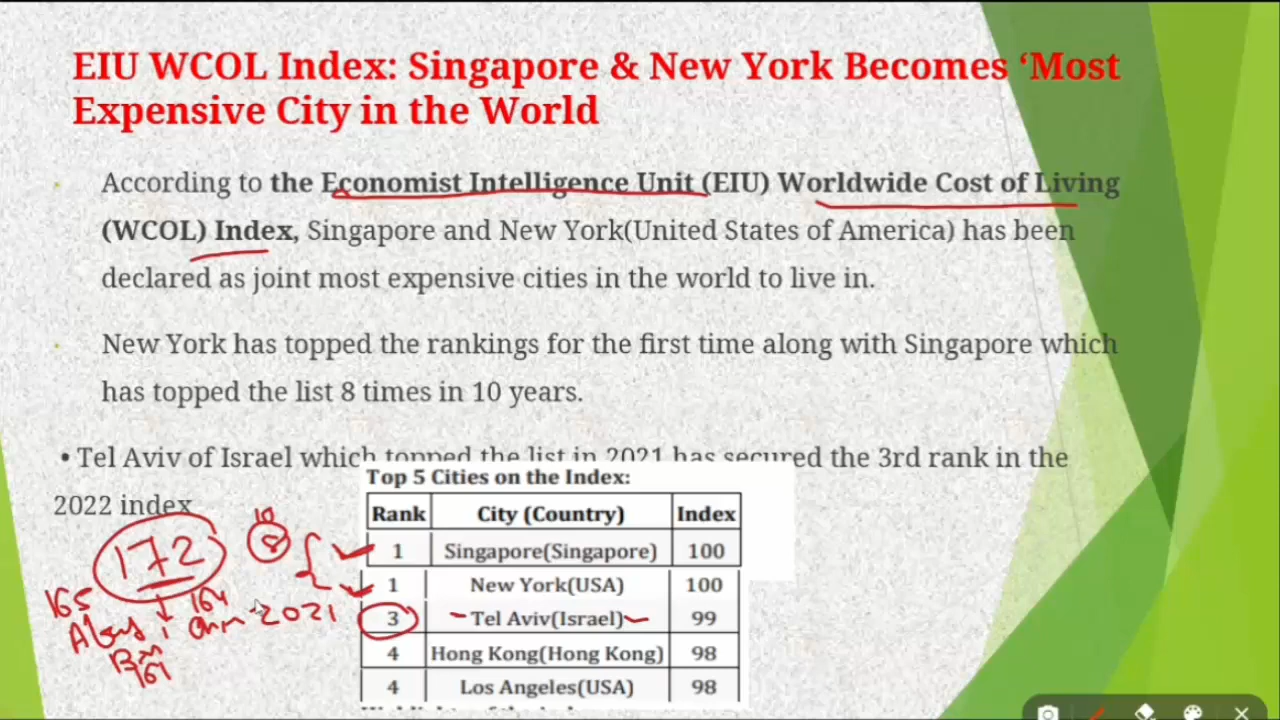 EIU WCOL Index: Singapore & New York Becomes ‘Most
Expensive City in the World
According to the Economist Intelligence Unit (EIU) Worldwide Cost of Living
(WCOL) Index, Singapore and New York(United States of America) has been
declared as joint most expensive cities in the world to live in.
New York has topped the rankings for the first time along with Singapore which
has topped the list 8 times in 10 years.
• Tel Aviv of Israel which topped the list in 2021 has secured the 3rd rank in the
2022 index
Top 5 Cities on the Index:
Rank City (Country) Index
1 Singapore(Singapore) 100
1 New York(USA) 100
3 Tel Aviv(Israel) 99
4 Hong Kong(Hong Kong) 98
4 Los Angeles(USA) 98
172
10
8
165
164
2021
161